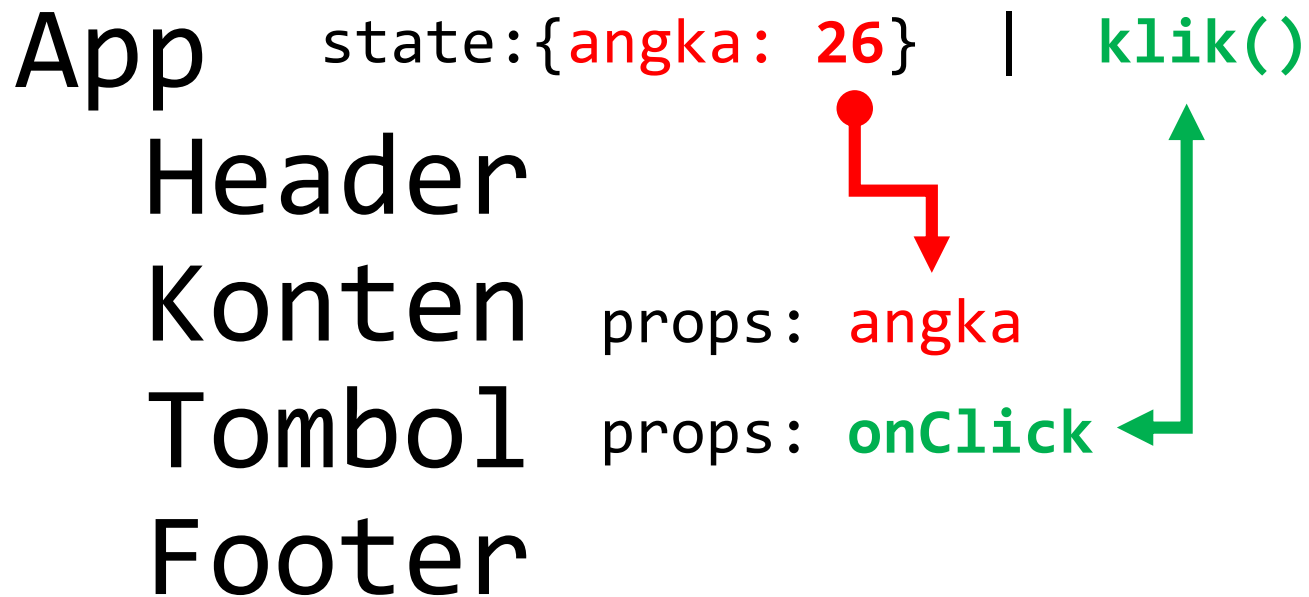 App state:{angka: 26} | klik()
Header
Konten props: angka
Tombol props: onClick
Footer